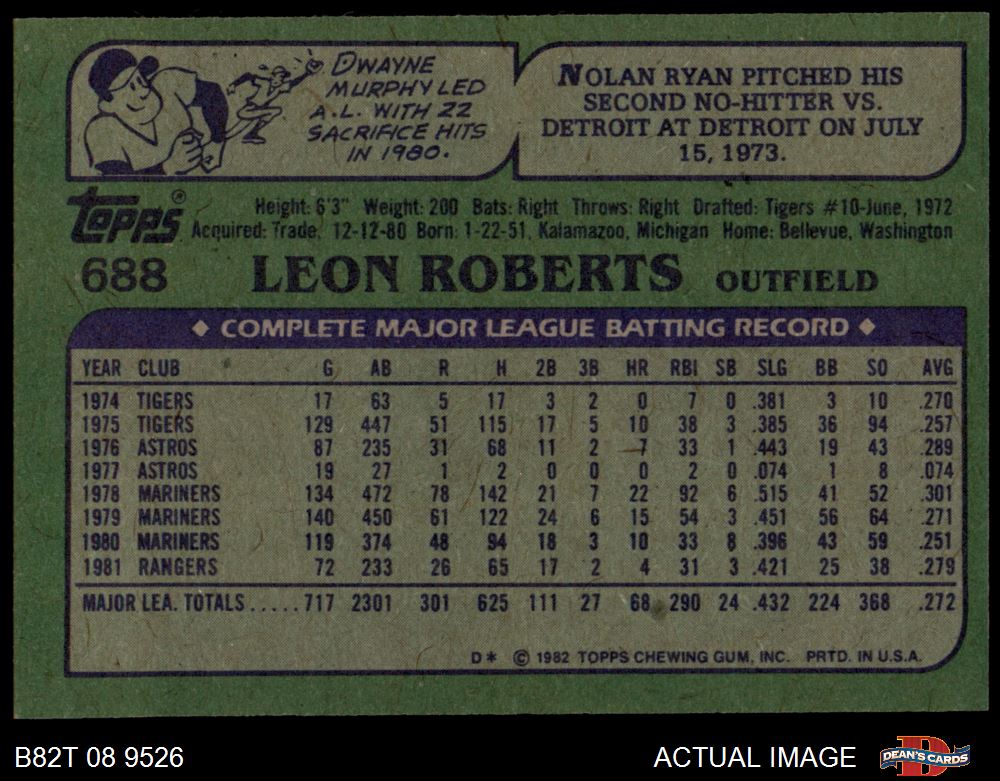 DWAYNE
MURPHY LED
A.L. WITH 22
SACRIFICE HITS
IN 1980.
NOLAN RYAN PITCHED HIS
SECOND NO-HITTER VS.
DETROIT AT DETROIT ON JULY
15, 1973.
Topps®
Height: 6'3" Weight: 200 Bats: Right Throws: Right Drafted: Tigers #10-June, 1972
Acquired: Trade, 12-12-80 Born: 1-22-51, Kalamazoo, Michigan Home: Bellevue, Washington
688 LEON ROBERTS OUTFIELD
◆ COMPLETE MAJOR LEAGUE BATTING RECORD ◆
YEAR CLUB G AB R H 2B 3B HR RBI SB SLG BB SO AVG
1974 TIGERS 17 63 5 17 3 2 0 7 0 .381 3 10 .270
1975 TIGERS 129 447 51 115 17 5 10 38 3 .385 36 94 .257
1976 ASTROS 87 235 31 68 11 2 7 33 1 .443 19 43 .289
1977 ASTROS 19 27 1 2 0 0 0 2 0 .074 1 8 .074
1978 MARINERS 134 472 78 142 21 7 22 92 6 .515 41 52 .301
1979 MARINERS 140 450 61 122 24 6 15 54 3 .451 56 64 .271
1980 MARINERS 119 374 48 94 18 3 10 33 8 .396 43 59 .251
1981 RANGERS 72 233 26 65 17 2 4 31 3 .421 25 38 .279
MAJOR LEA. TOTALS.....717 2301 301 625 111 27 68 290 24 .432 224 368 .272
D* © 1982 TOPPS CHEWING GUM, INC. PRTD. IN U.S.A.
B82T 08 9526 ACTUAL IMAGE DEAN'S CARDS